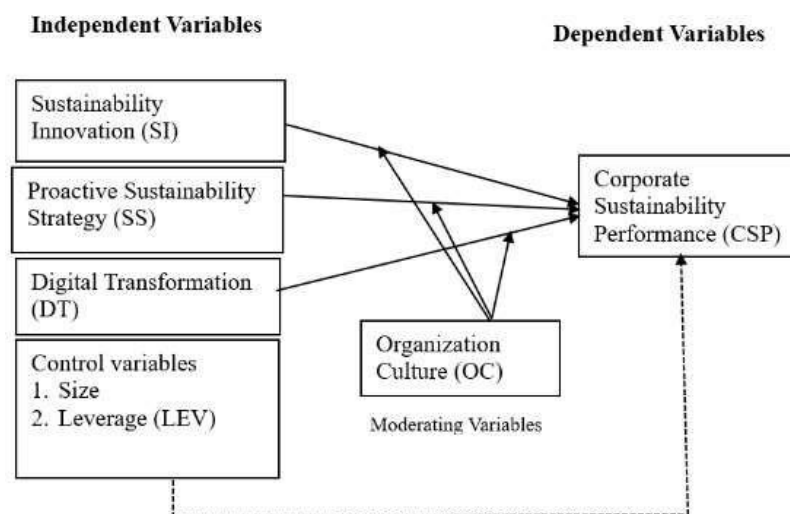 Independent Variables
Dependent Variables
Sustainability
Innovation (SI)
Proactive Sustainability
Strategy (SS)
Digital Transformation
(DT)
Control variables
1. Size
2. Leverage (LEV)
Corporate
Sustainability
Performance (CSP)
Organization
Culture (OC)
Moderating Variables